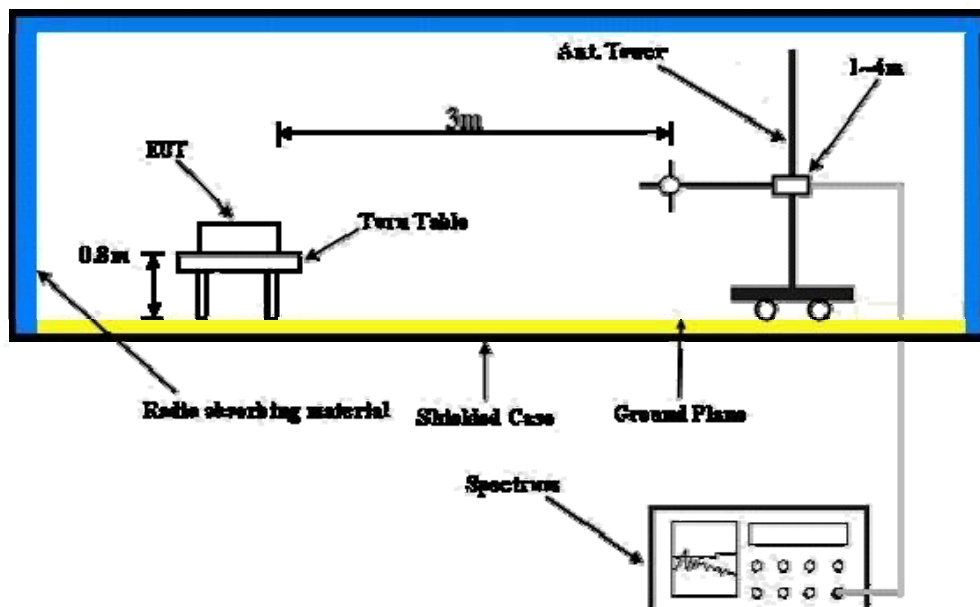 Ant. Tower
1~4m
3m
EUT
Turn Table
0.8m
Radio absorbing material
Shielded Case
Ground Plane
Spectrum